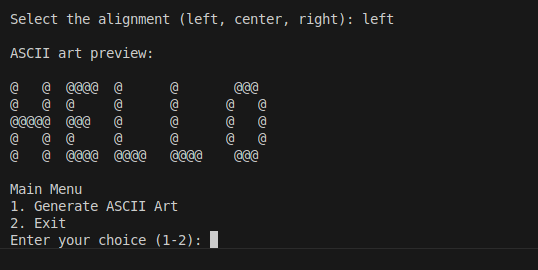 Select the alignment (left, center, right): left
ASCII art preview:
@   @  @@@@  @      @       @@@
@   @  @     @      @      @   @
@@@@@  @@@   @      @      @   @
@   @  @     @      @      @   @
@   @  @@@@  @@@@   @@@@    @@@
Main Menu
1. Generate ASCII Art
2. Exit
Enter your choice (1-2):